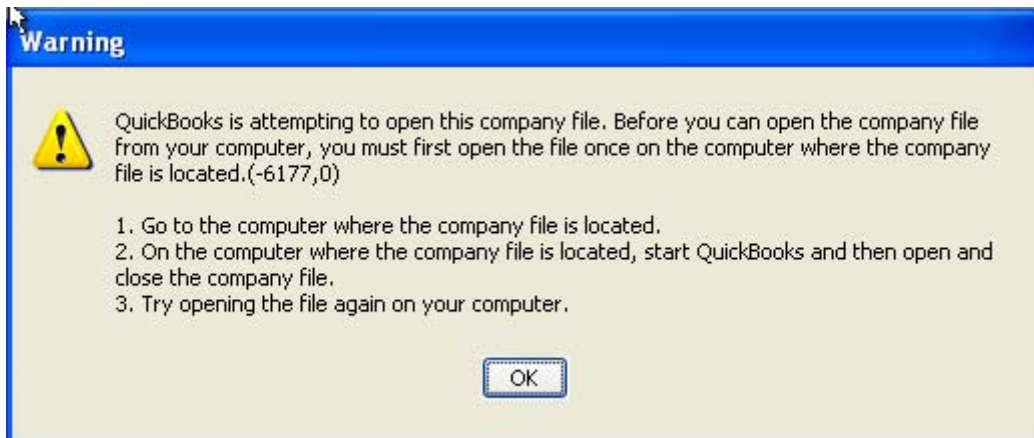 Warning
QuickBooks is attempting to open this company file. Before you can open the company file
from your computer, you must first open the file once on the computer where the company
file is located.(-6177,0)
1. Go to the computer where the company file is located.
2. On the computer where the company file is located, start QuickBooks and then open and
close the company file.
3. Try opening the file again on your computer.
OK